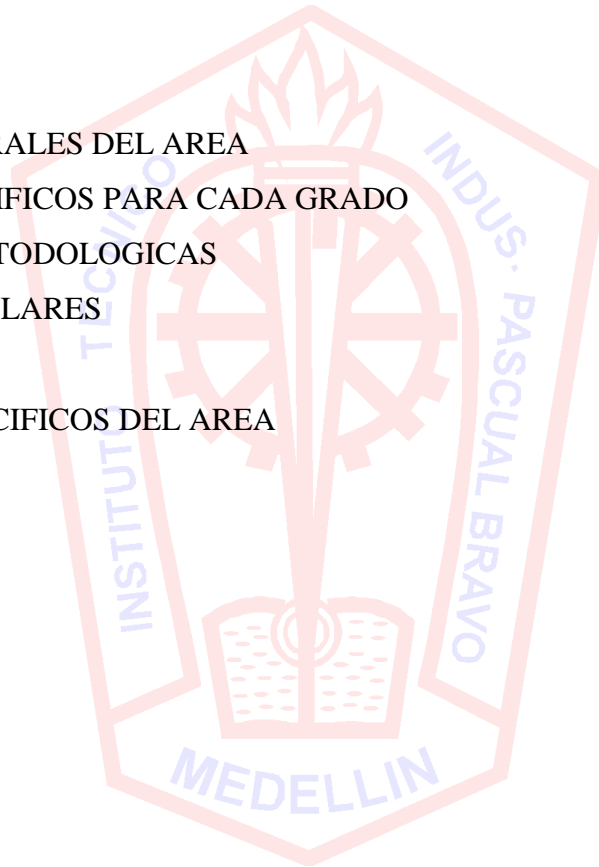 RALES DEL AREA
IFICOS PARA CADA GRADO
TODOLOGICAS
LARES
CIFICOS DEL AREA
INSTITUTO TECNICO
INDUS. PASCUAL BRAVO
MEDELLIN